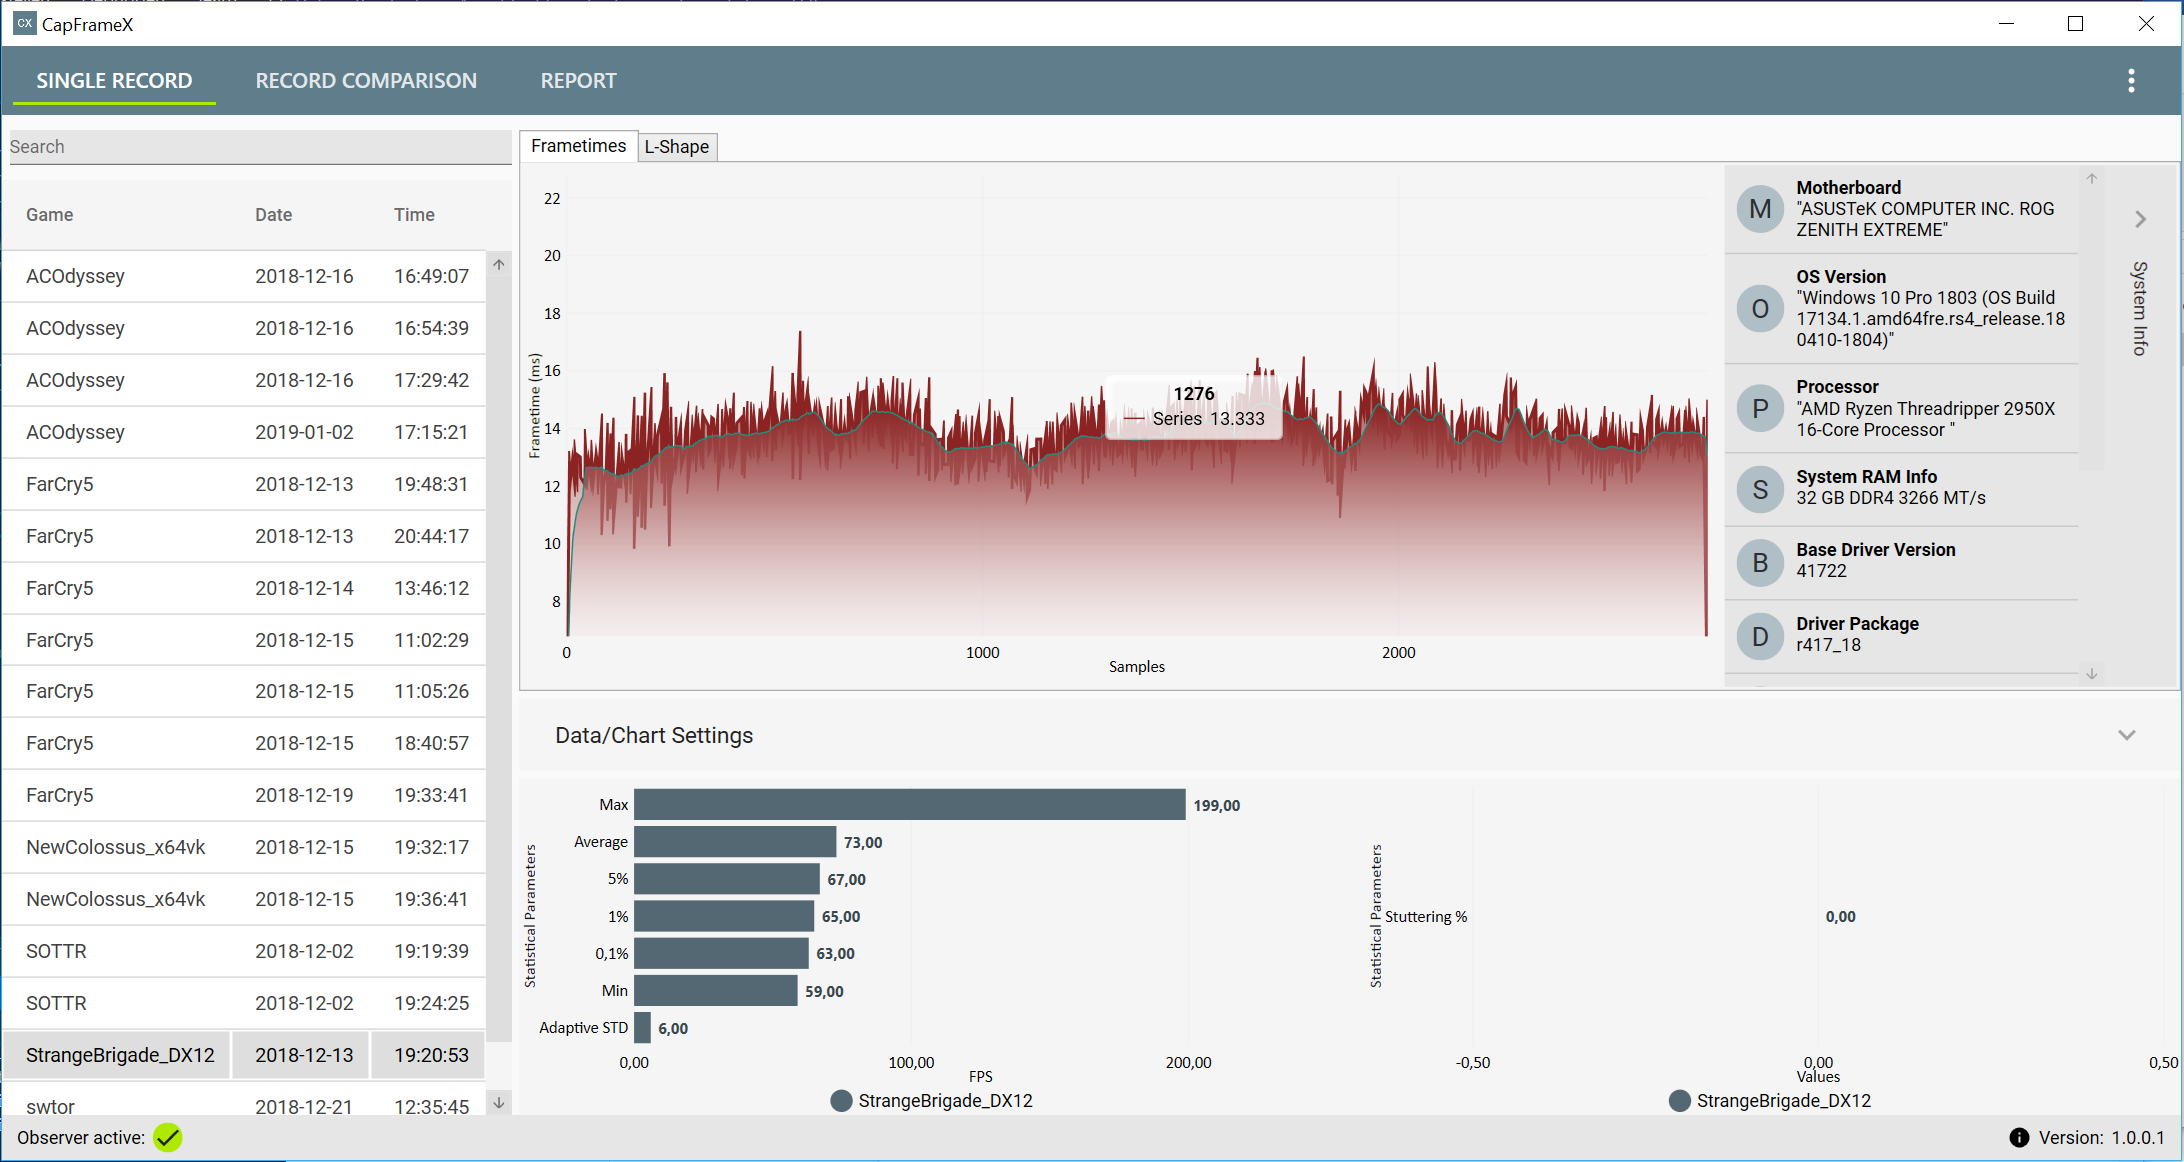 CX CapFrameX
SINGLE RECORD RECORD COMPARISON REPORT
Search
Game Date Time
ACOdyssey 2018-12-16 16:49:07
ACOdyssey 2018-12-16 16:54:39
ACOdyssey 2018-12-16 17:29:42
ACOdyssey 2019-01-02 17:15:21
FarCry5 2018-12-13 19:48:31
FarCry5 2018-12-13 20:44:17
FarCry5 2018-12-14 13:46:12
FarCry5 2018-12-15 11:02:29
FarCry5 2018-12-15 11:05:26
FarCry5 2018-12-15 18:40:57
FarCry5 2018-12-19 19:33:41
NewColossus_x64vk 2018-12-15 19:32:17
NewColossus_x64vk 2018-12-15 19:36:41
SOTTR 2018-12-02 19:19:39
SOTTR 2018-12-02 19:24:25
StrangeBrigade_DX12 2018-12-13 19:20:53
swtor 2018-12-21 12:35:45
Frametimes L-Shape
Frametime (ms)
22
20
18
16
14
12
10
8
1276
Series 13.333
0 1000 2000
Samples
M
Motherboard
"ASUSTeK COMPUTER INC. ROG
ZENITH EXTREME"
O
OS Version
"Windows 10 Pro 1803 (OS Build
17134.1.amd64fre.rs4_release.18
0410-1804)"
P
Processor
"AMD Ryzen Threadripper 2950X
16-Core Processor "
S
System RAM Info
32 GB DDR4 3266 MT/s
B
Base Driver Version
41722
D
Driver Package
r417_18
System Info
Data/Chart Settings
Statistical Parameters
Max 199,00
Average 73,00
5% 67,00
1% 65,00
0,1% 63,00
Min 59,00
Adaptive STD 6,00
0,00 100,00 200,00
FPS
StrangeBrigade_DX12
Statistical Parameters
Stuttering % 0,00
-0,50 0,00 0,50
Values
StrangeBrigade_DX12
Observer active:
Version: 1.0.0.1